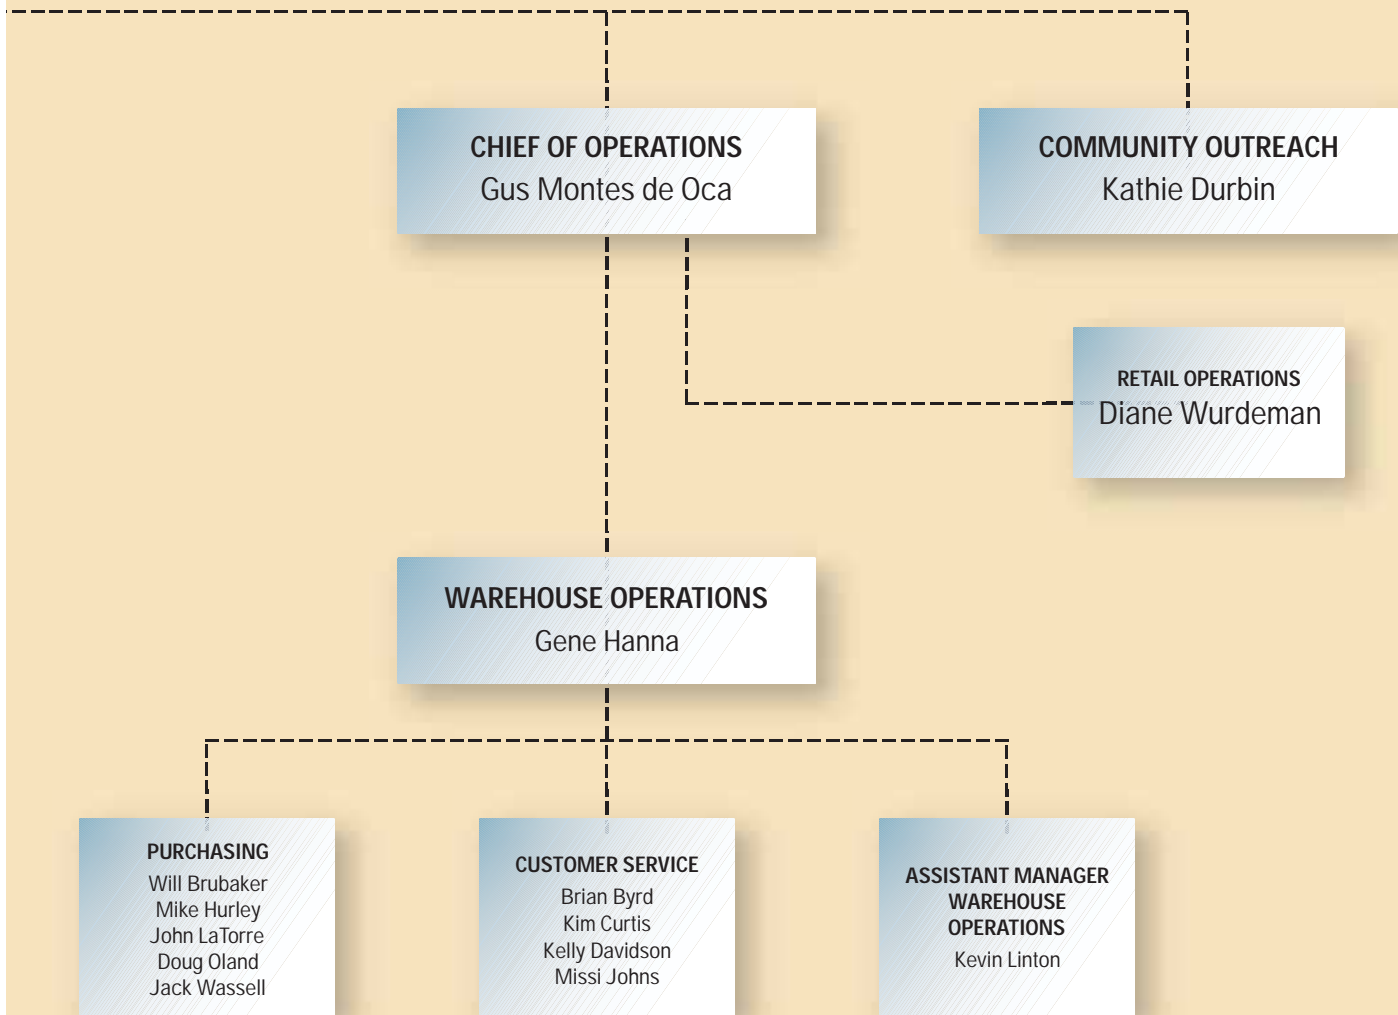 CHIEF OF OPERATIONS
Gus Montes de Oca
COMMUNITY OUTREACH
Kathie Durbin
RETAIL OPERATIONS
Diane Wurdeman
WAREHOUSE OPERATIONS
Gene Hanna
PURCHASING
Will Brubaker
Mike Hurley
John LaTorre
Doug Oland
Jack Wassell
CUSTOMER SERVICE
Brian Byrd
Kim Curtis
Kelly Davidson
Missi Johns
ASSISTANT MANAGER
WAREHOUSE
OPERATIONS
Kevin Linton